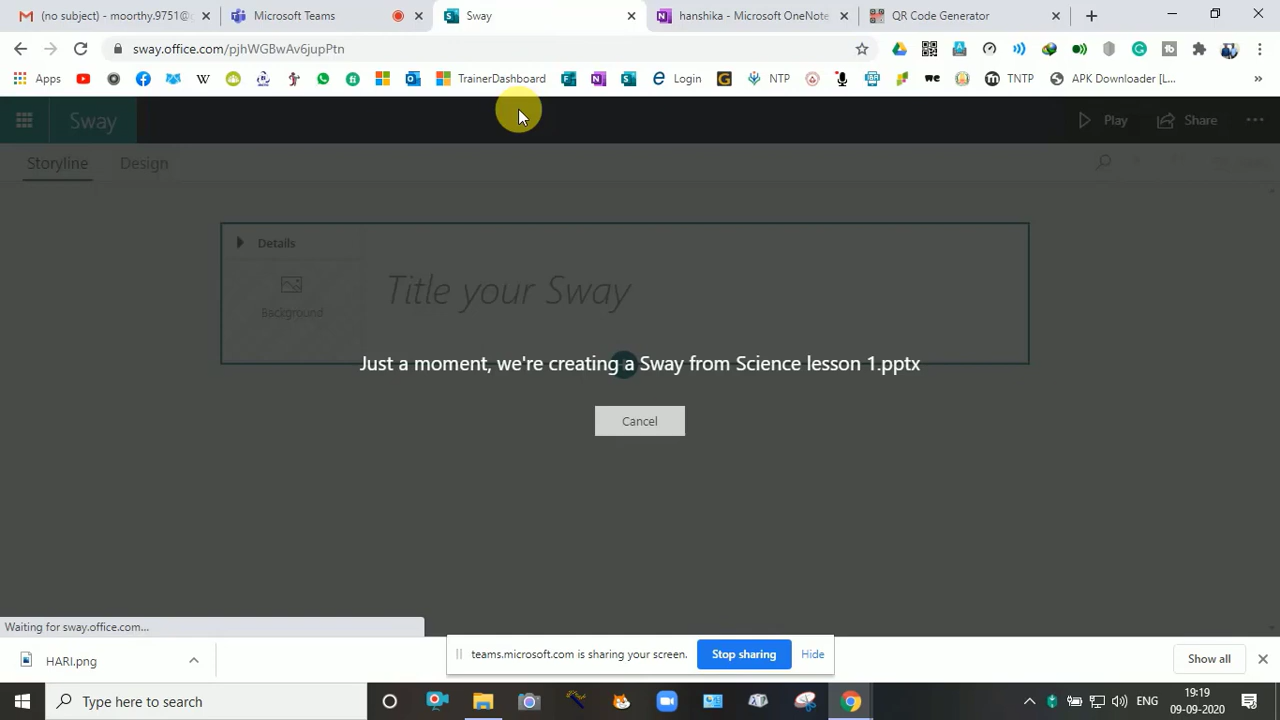 (no subject) - moorthy.9751@
Microsoft Teams
Sway
hanshika - Microsoft OneNote
QR Code Generator
sway.office.com/pjhWGBwAv6jupPtn
Apps
TrainerDashboard
Login
NTP
we
TNTP
APK Downloader [L...
Sway
Play
Share
Storyline
Design
Details
Background
Title your Sway
Just a moment, we're creating a Sway from Science lesson 1.pptx
Cancel
Waiting for sway.office.com...
HARI.png
teams.microsoft.com is sharing your screen.
Stop sharing
Hide
Show all
Type here to search
ENG
19:19
09-09-2020